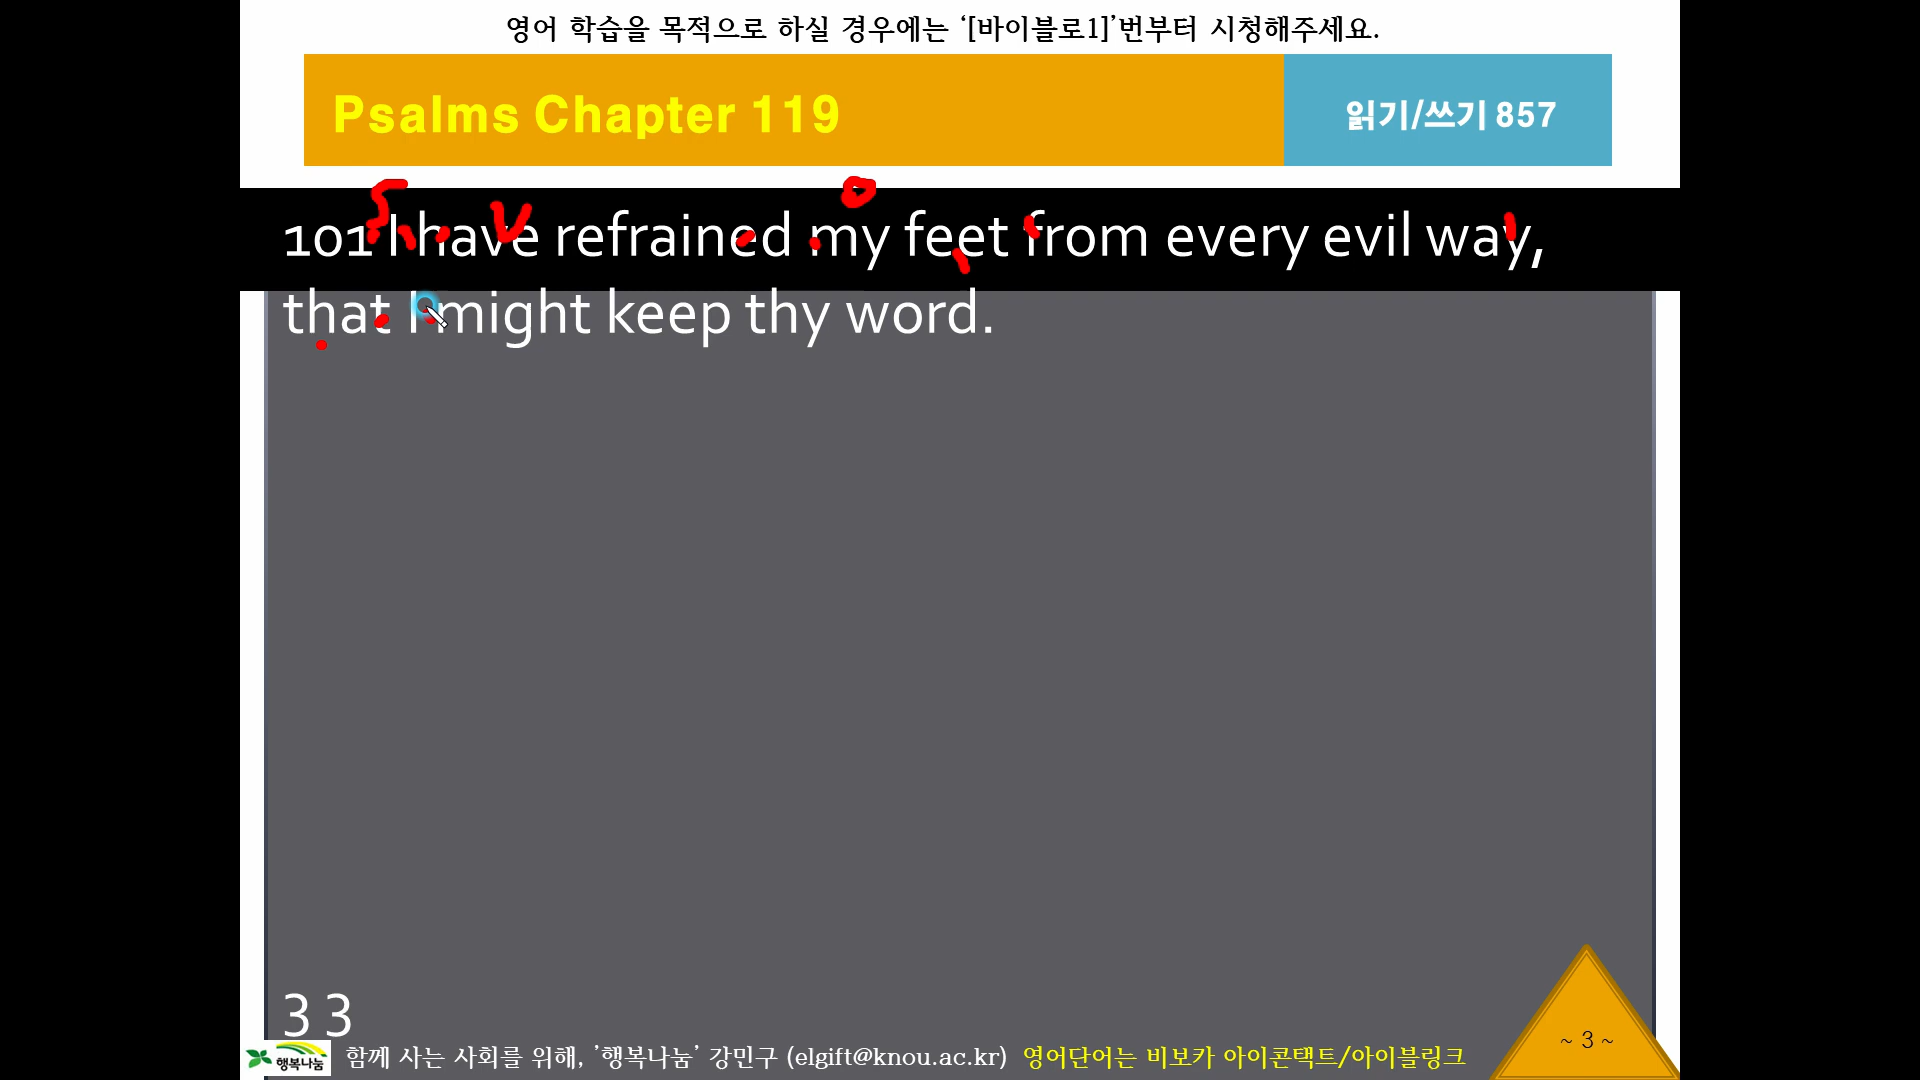 영어 학습을 목적으로 하실 경우에는 ‘[바이블로1]’번부터 시청해주세요.
Psalms Chapter 119
읽기/쓰기 857
S V O
101 I have refrained my feet from every evil way,
that I might keep thy word.
3 3
~ 3 ~
행복나눔 함께 사는 사회를 위해, ’행복나눔’ 강민구 (elgift@knou.ac.kr) 영어단어는 비보카 아이콘택트/아이블링크